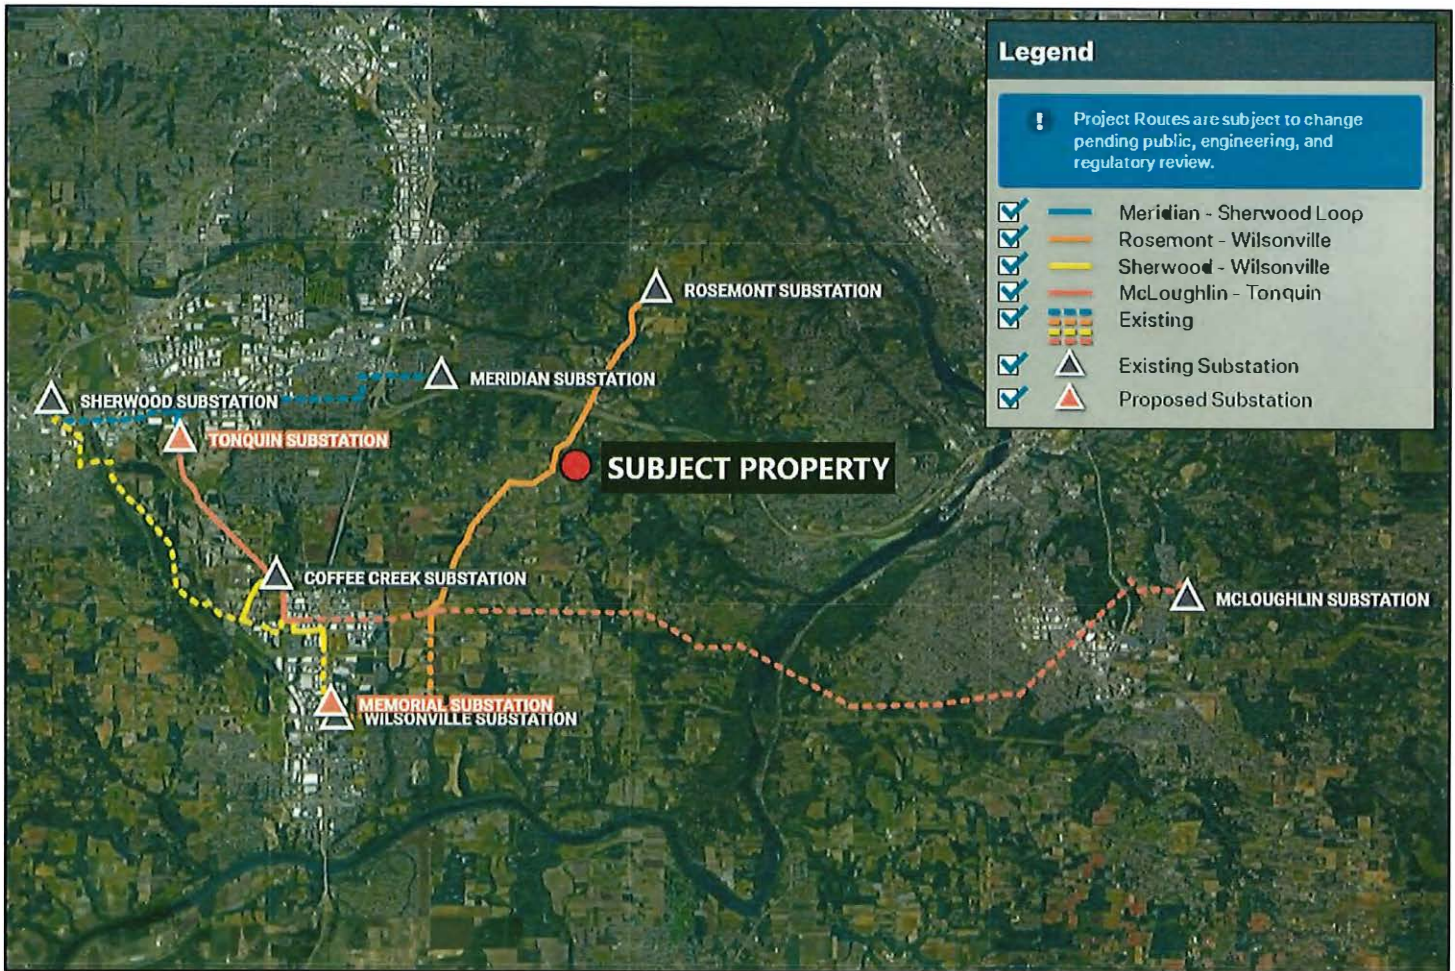 Legend
! Project Routes are subject to change
pending public, engineering, and
regulatory review.
Meridian - Sherwood Loop
Rosemont - Wilsonville
Sherwood - Wilsonville
McLoughlin - Tonquin
Existing
Existing Substation
Proposed Substation
ROSEMONT SUBSTATION
MERIDIAN SUBSTATION
SHERWOOD SUBSTATION
TONQUIN SUBSTATION
SUBJECT PROPERTY
COFFEE CREEK SUBSTATION
MCLOUGHLIN SUBSTATION
MEMORIAL SUBSTATION
WILSONVILLE SUBSTATION